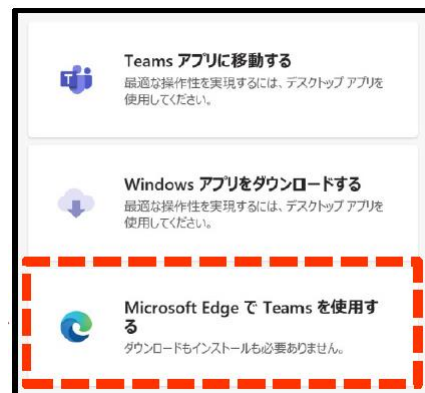 Teams アプリに移動する
最適な操作性を実現するには、デスクトップ アプリを
使用してください。
Windows アプリをダウンロードする
最適な操作性を実現するには、デスクトップ アプリを
使用してください。
Microsoft Edge で Teams を使用す
る
ダウンロードもインストールも必要ありません。